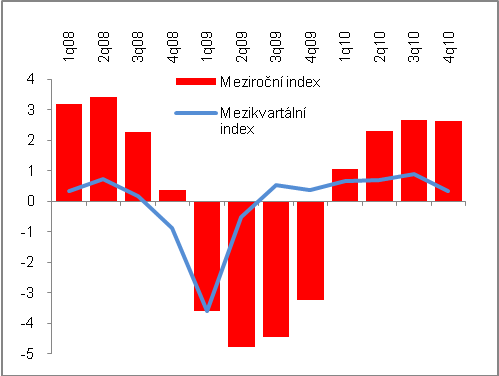 1q08
2q08
3q08
4q08
1q09
2q09
3q09
4q09
1q10
2q10
3q10
4q10
4
3
2
1
0
-1
-2
-3
-4
-5
Meziroční index
Mezikvartální
index